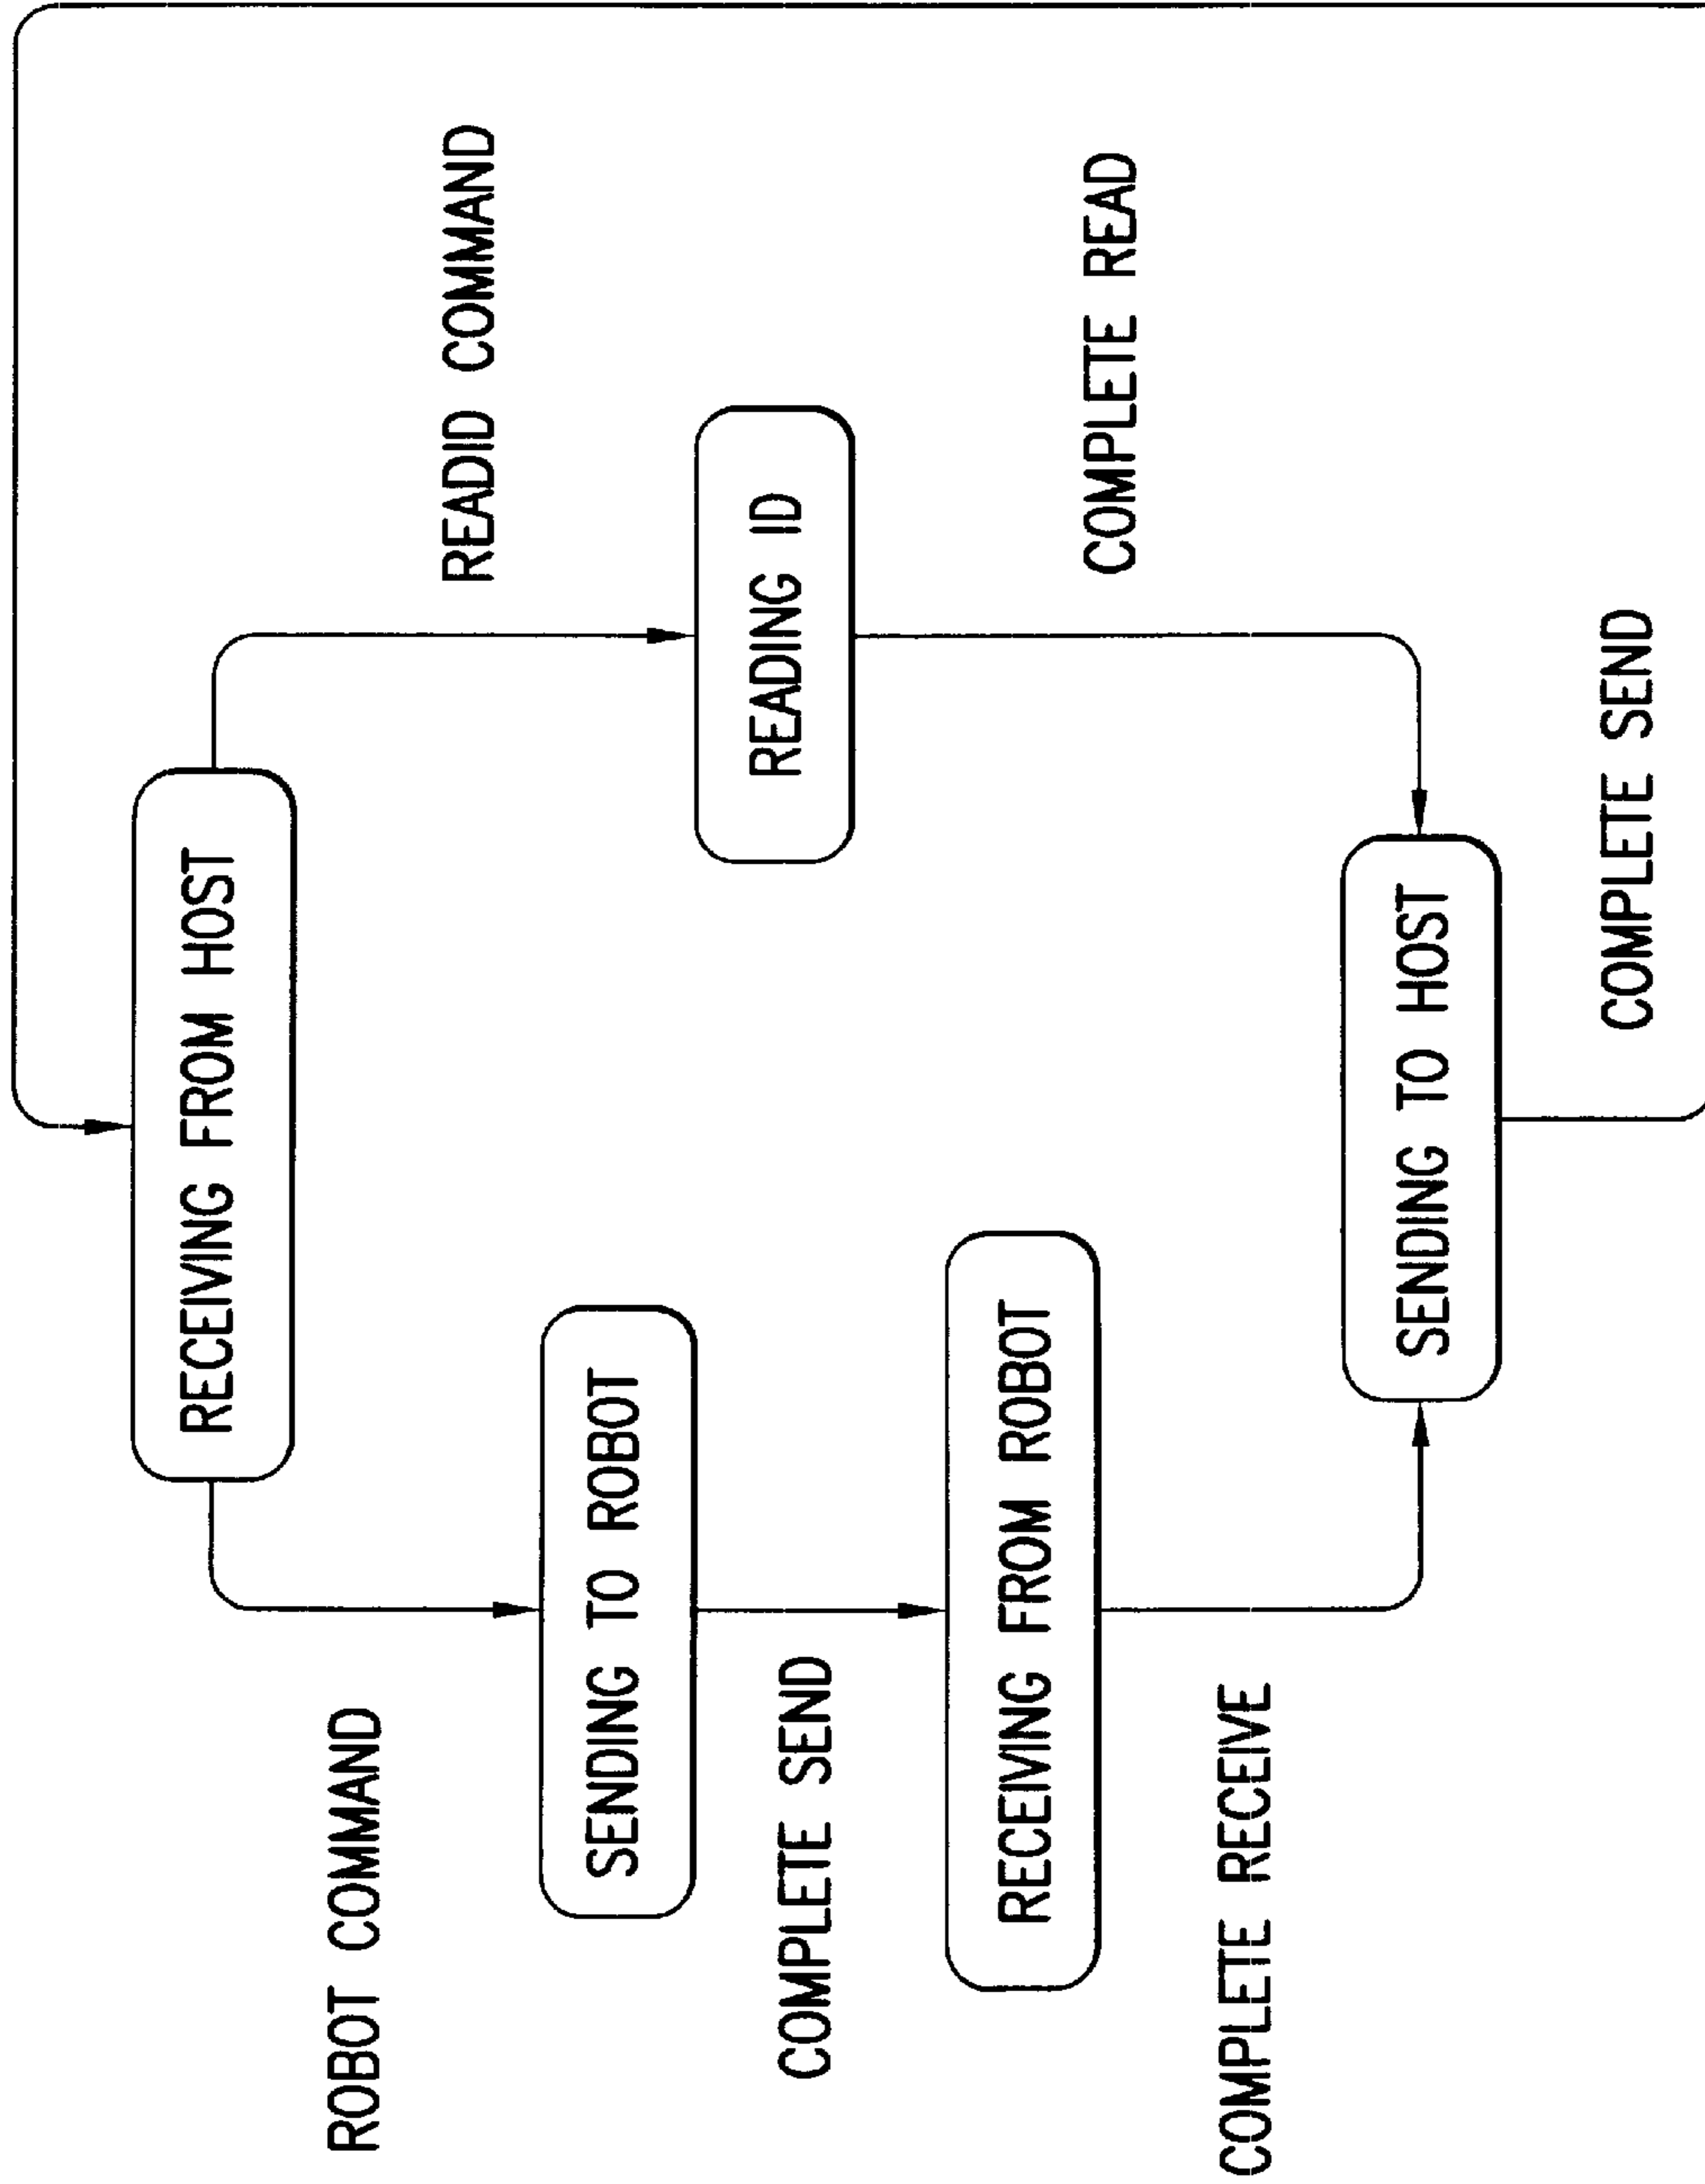 ROBOT COMMAND
RECEIVING FROM HOST
READID COMMAND
SENDING TO ROBOT
COMPLETE SEND
READING ID
RECEIVING FROM ROBOT
COMPLETE READ
COMPLETE RECEIVE
SENDING TO HOST
COMPLETE SEND